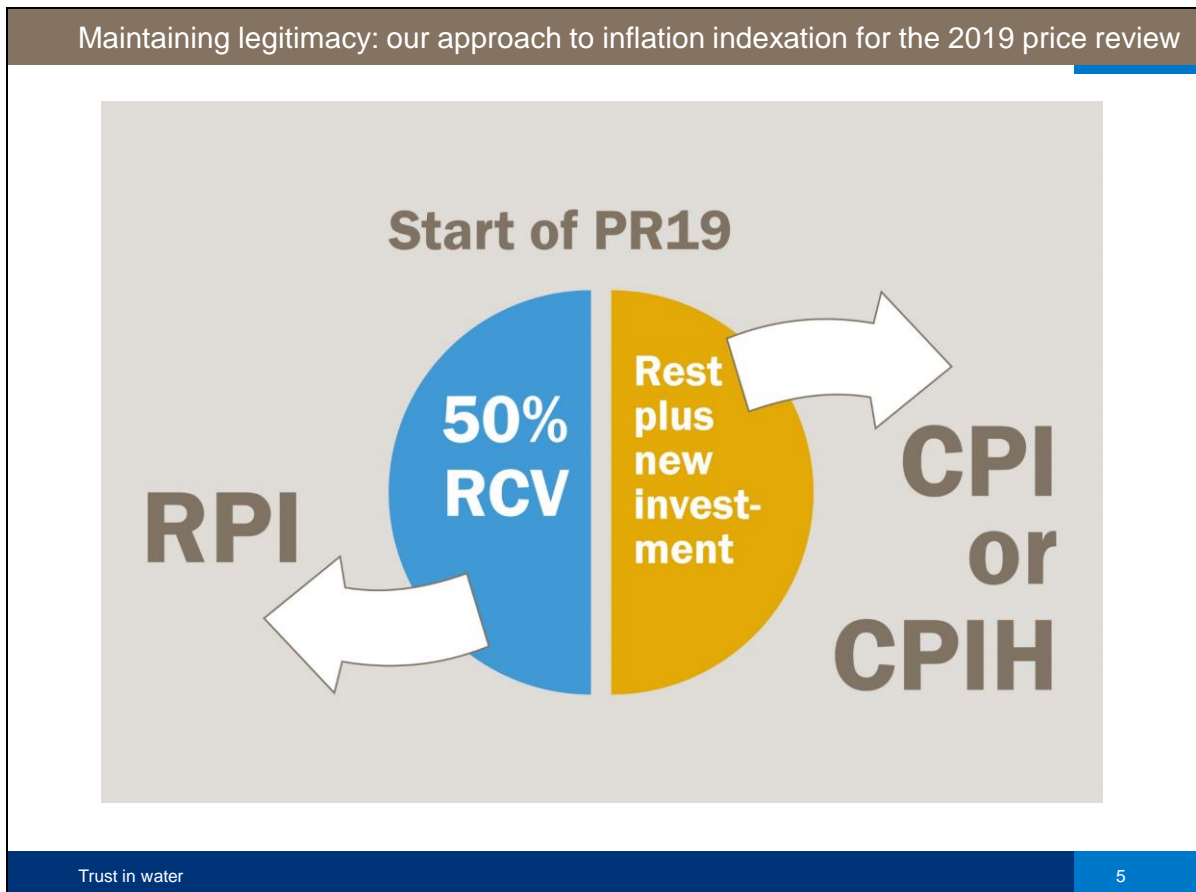 Maintaining legitimacy: our approach to inflation indexation for the 2019 price review
Start of PR19
RPI
50%
RCV
Rest
plus
new
invest-
ment
CPI
or
CPIH
Trust in water
5